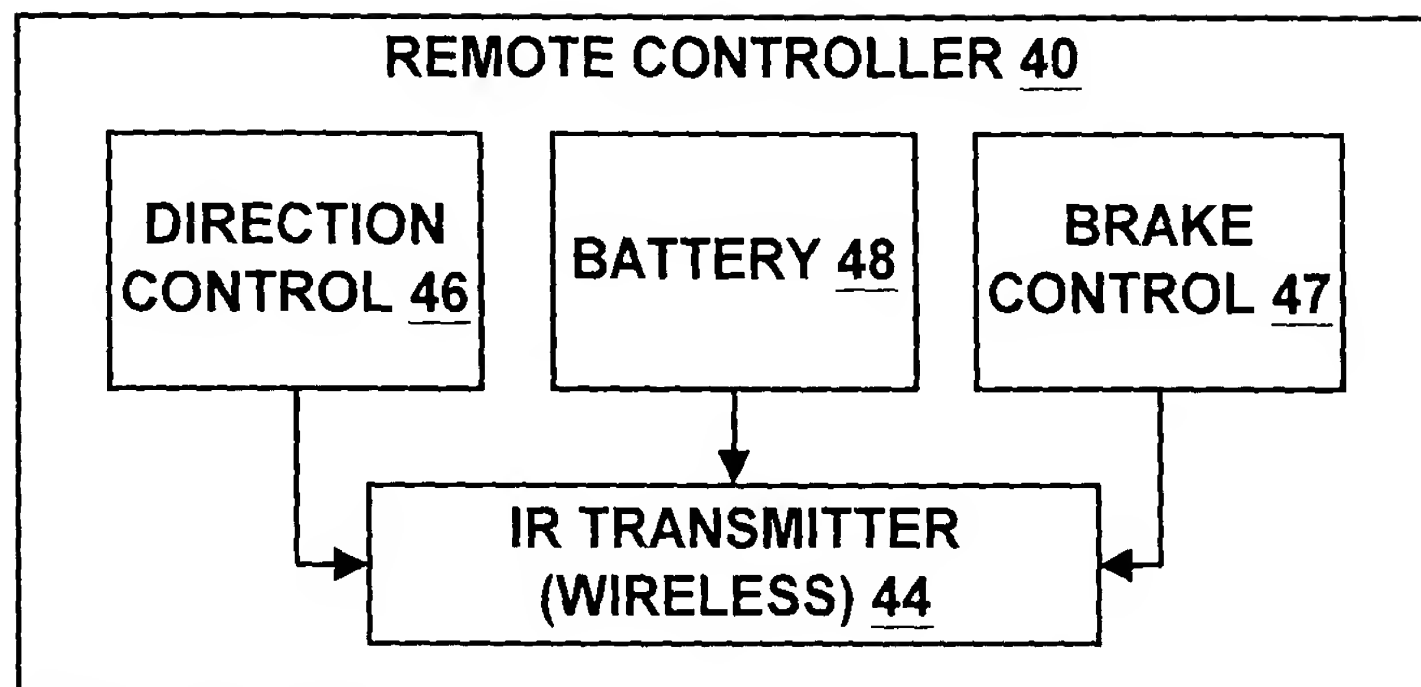 REMOTE CONTROLLER 40
DIRECTION
CONTROL 46
BATTERY 48
BRAKE
CONTROL 47
IR TRANSMITTER
(WIRELESS) 44